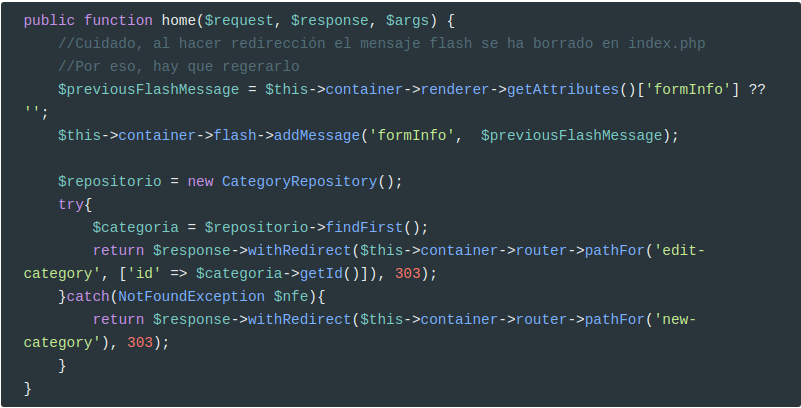 public function home($request, $response, $args) {
//Cuidado, al hacer redirección el mensaje flash se ha borrado en index.php
//Por eso, hay que regerarlo
$previousFlashMessage = $this->container->renderer->getAttributes()['formInfo'] ??
'';
$this->container->flash->addMessage('formInfo',  $previousFlashMessage);
$repositorio = new CategoryRepository();
try{
$categoria = $repositorio->findFirst();
return $response->withRedirect($this->container->router->pathFor('edit-
category', ['id' => $categoria->getId()]), 303);
}catch(NotFoundException $nfe){
return $response->withRedirect($this->container->router->pathFor('new-
category'), 303);
}
}